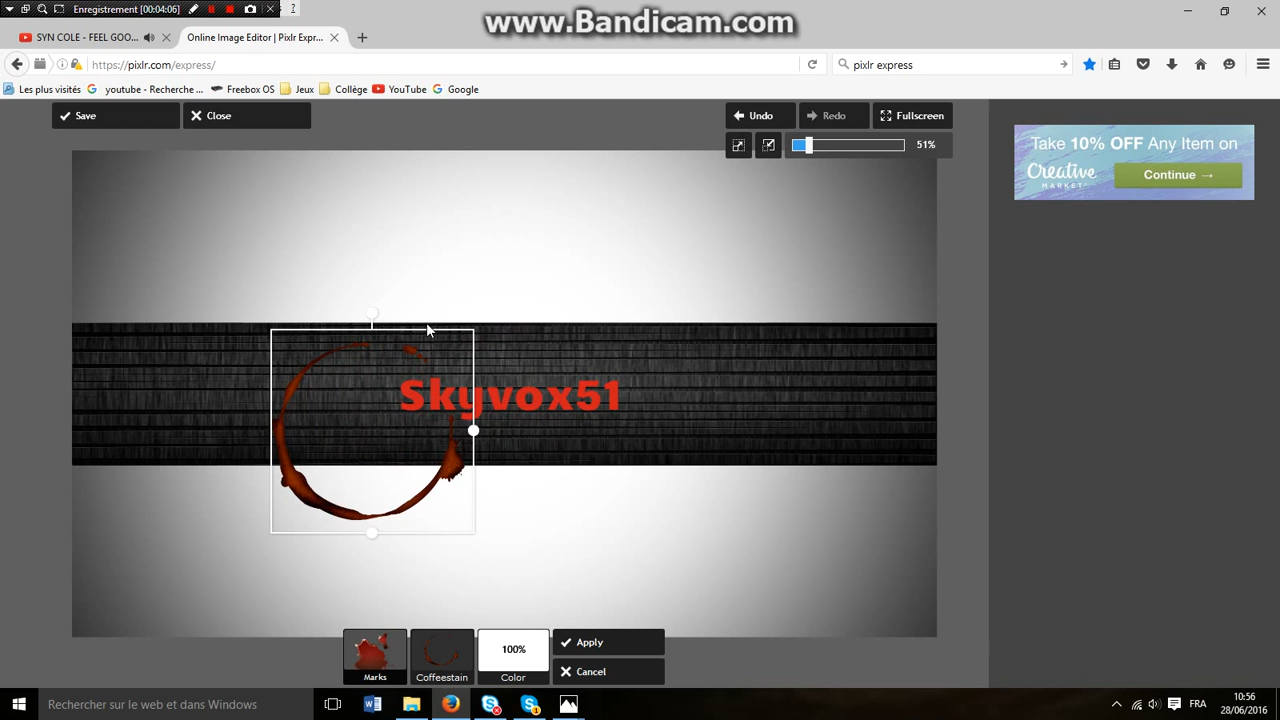 Enregistrement [00:04:06]
?
www.Bandicam.com
SYN COLE - FEEL GOO...
Online Image Editor | Pixlr Expr...
https://pixlr.com/express/
pixlr express
Les plus visités
youtube - Recherche ...
Freebox OS
Jeux
Collège
YouTube
Google
Save
Close
Undo
Redo
Fullscreen
51%
Take 10% OFF Any Item on
Creative
MARKET
Continue →
Skyvox51
Marks
Coffeestain
100%
Color
Apply
Cancel
Rechercher sur le web et dans Windows
FR
10:56
28/06/2016